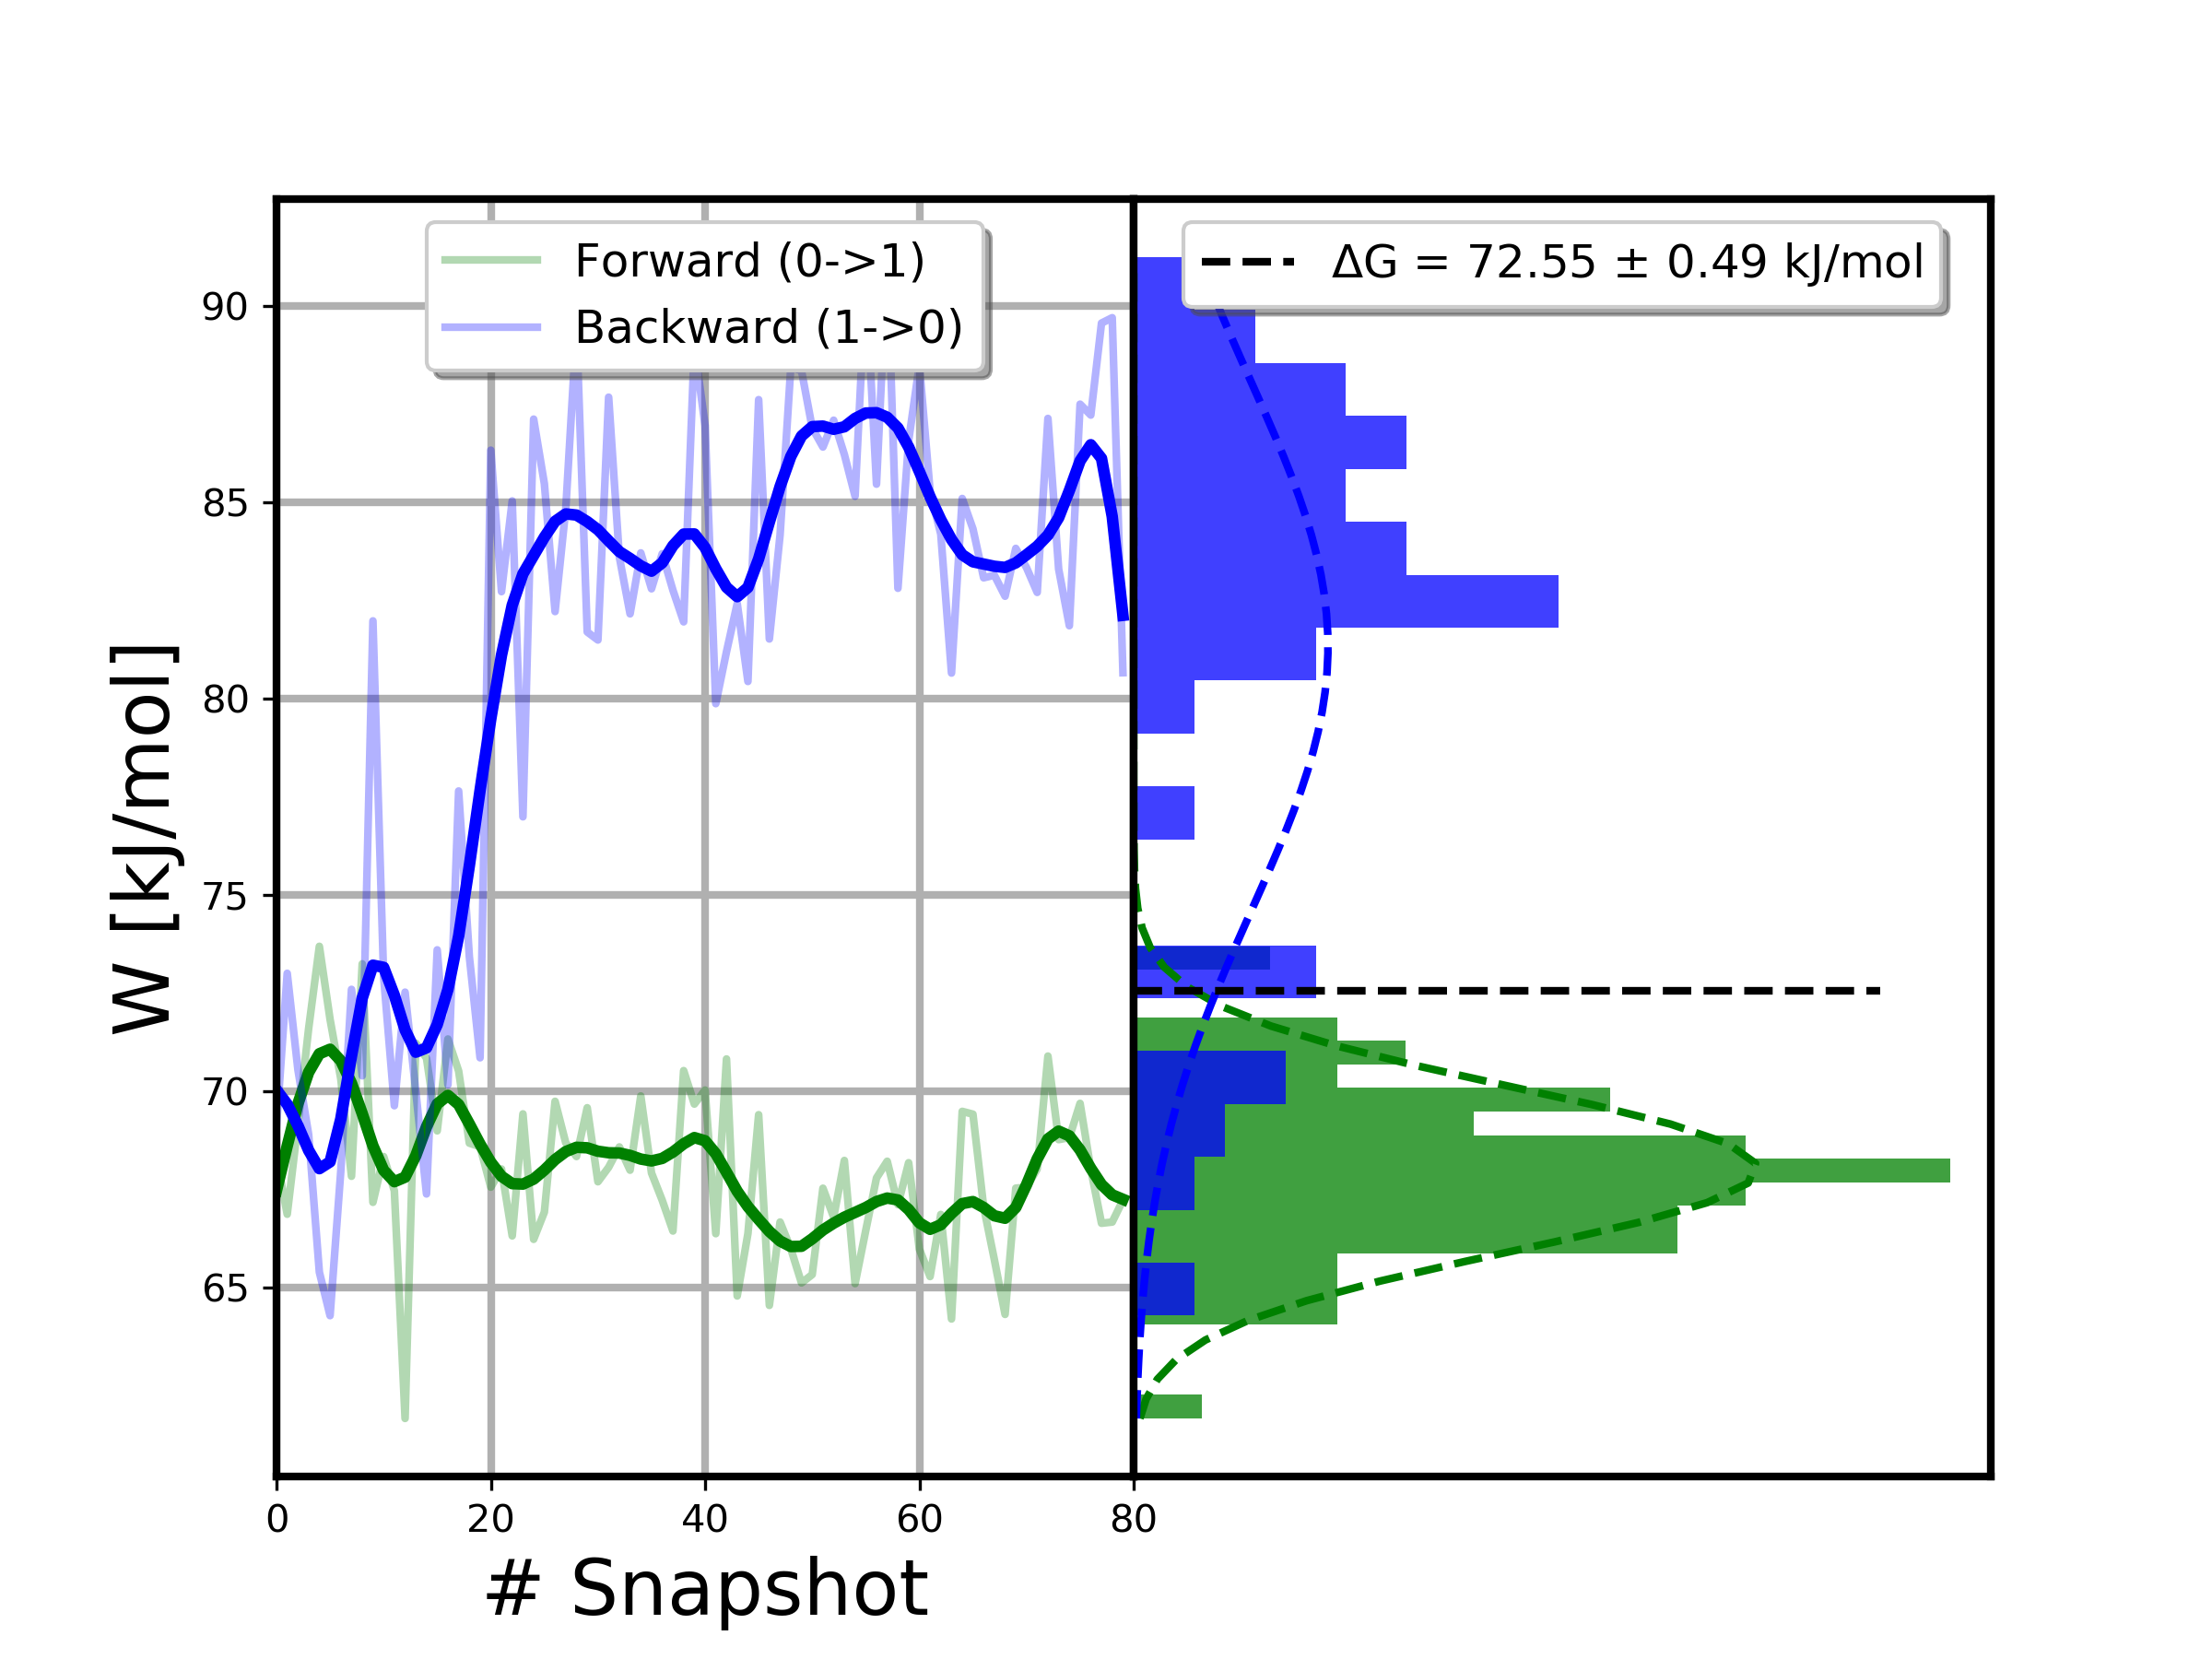 Forward (0->1)
Backward (1->0)
ΔG = 72.55 ± 0.49 kJ/mol
W [kJ/mol]
90
85
80
75
70
65
0 20 40 60 80
# Snapshot